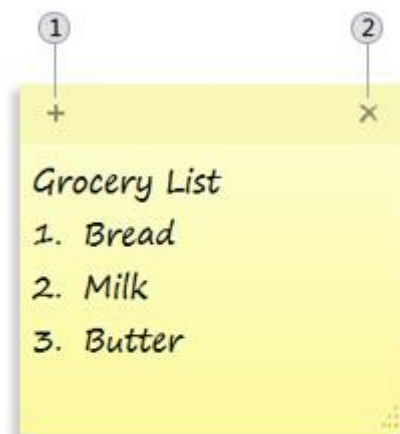 1 2
+ ×
Grocery List
1. Bread
2. Milk
3. Butter